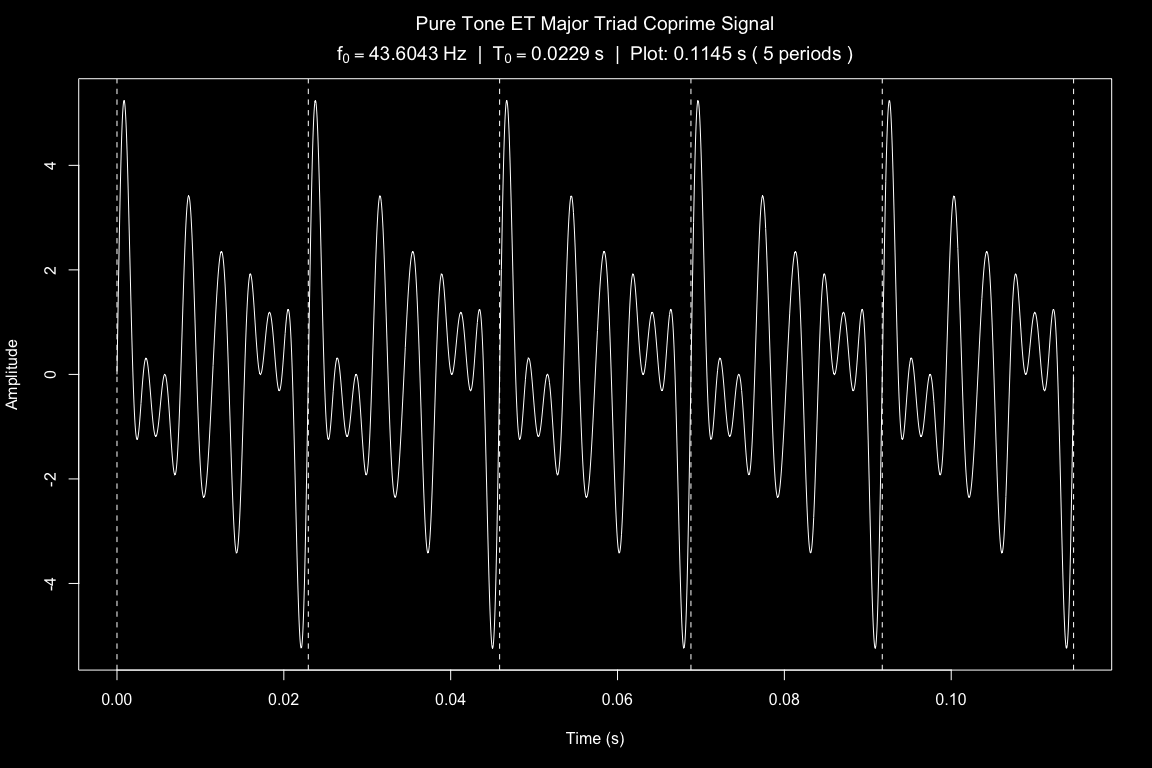 Pure Tone ET Major Triad Coprime Signal
f₀ = 43.6043 Hz | T₀ = 0.0229 s | Plot: 0.1145 s ( 5 periods )
4
2
0
-2
-4
Amplitude
0.00 0.02 0.04 0.06 0.08 0.10
Time (s)